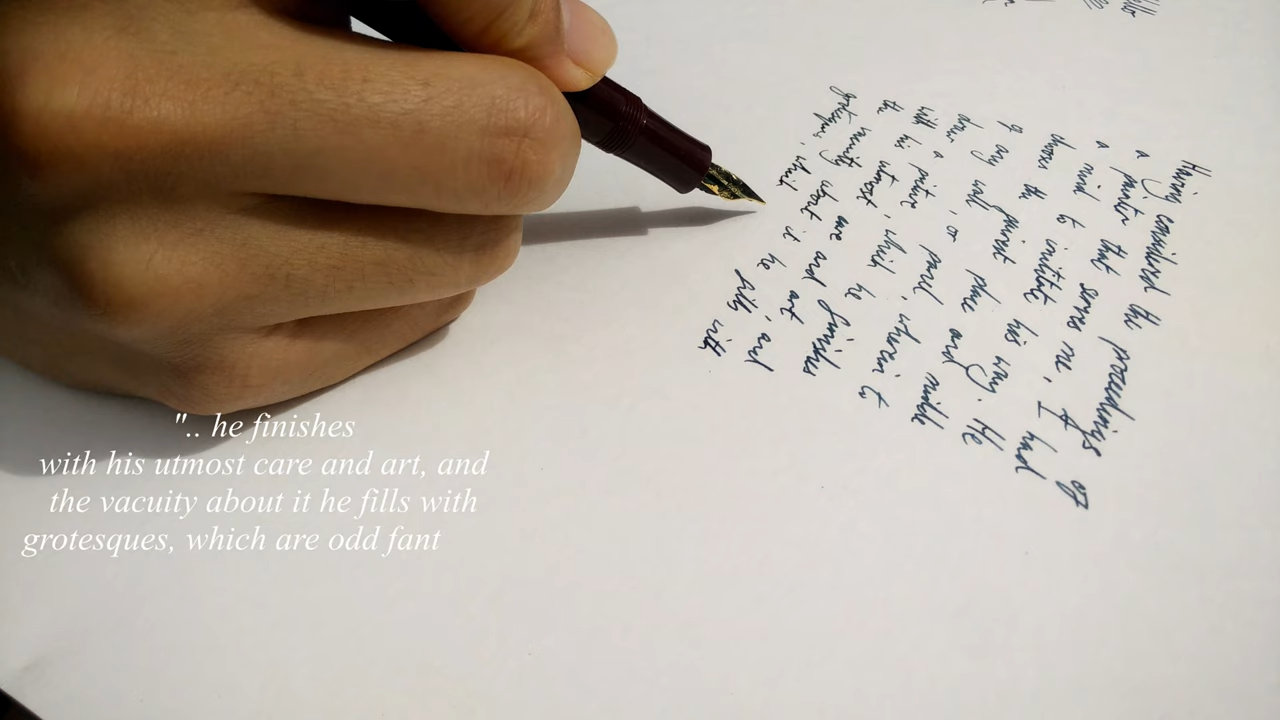 Having considered the proceedings of
a painter that serves me, I had
a mind to imitate his way. He
chooses the fairest place and middle
of any wall, or panel, wherein to
draw a picture, which he finishes
with his utmost care and art, and
the vacuity about it he fills with
grotesques, which
".. he finishes
with his utmost care and art, and
the vacuity about it he fills with
grotesques, which are odd fant